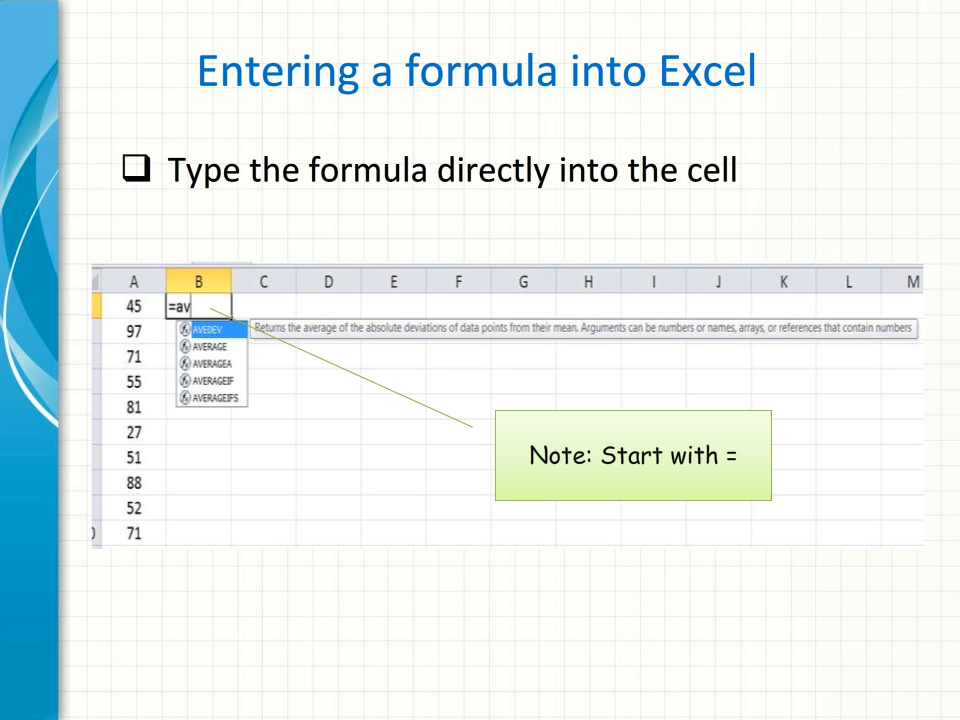 Entering a formula into Excel
Type the formula directly into the cell
A B C D E F G H I J K L M
45 =av
97 AVEDEV Returns the average of the absolute deviations of data points from their mean. Arguments can be numbers or names, arrays, or references that contain numbers
AVERAGE
71 AVERAGEA
55 AVERAGEIF
81 AVERAGEIFS
27
51 Note: Start with =
88
52
71